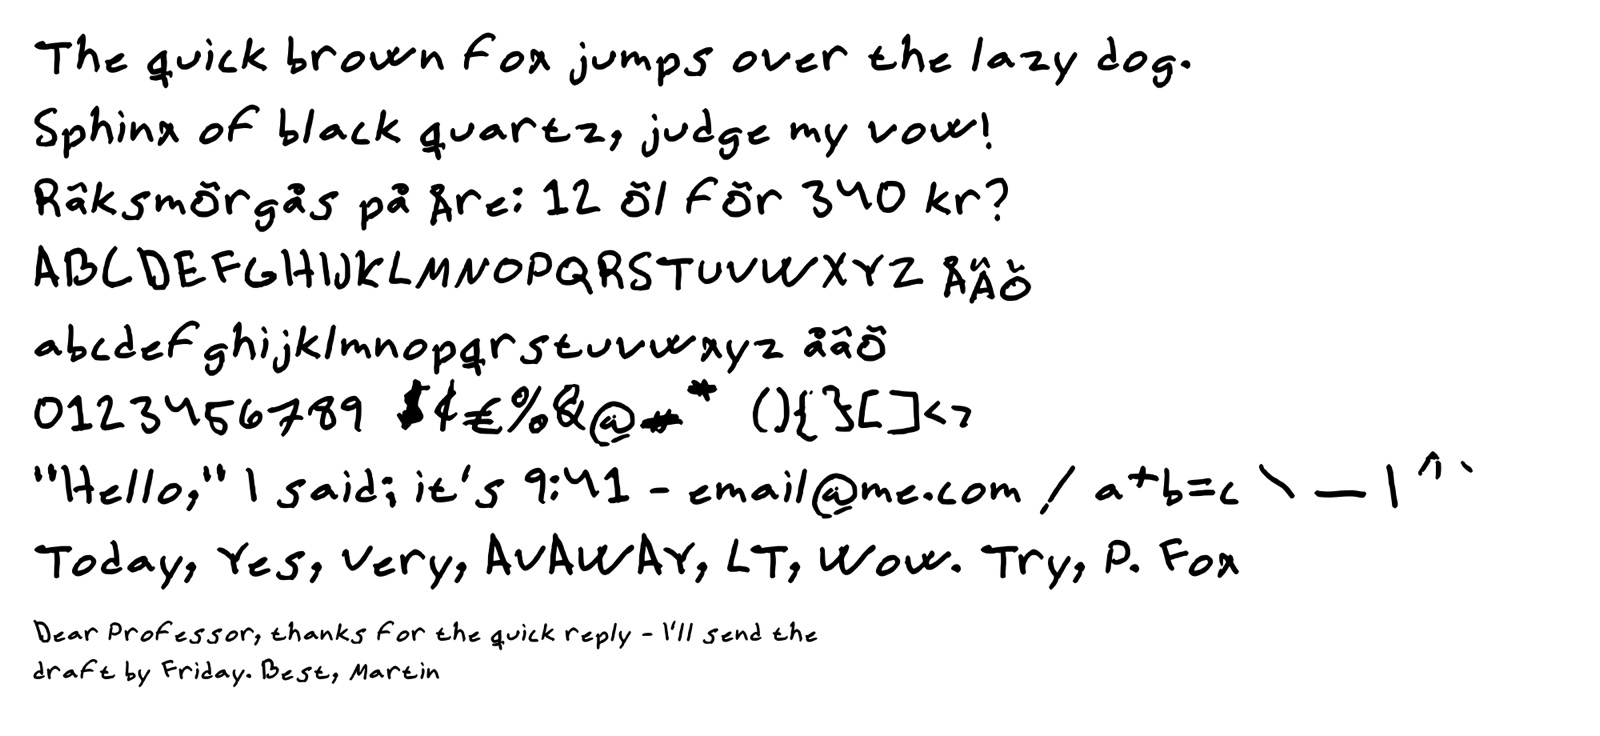 The quick brown fox jumps over the lazy dog.
Sphinx of black quartz, judge my vow!
Räksmörgås på Åre: 12 öl för 340 kr?
ABCDEFGHIJKLMNOPQRSTUVWXYZ ÅÄÖ
abcdefghijklmnopqrstuvwxyz åäö
0123456789 $¢€%&@#* (){}[]<>
"Hello," I said; it's 9:41 – email@me.com / a+b=c \ _ | ^ `
Today, Yes, Very, AVAWAY, LT, Wow. Try, P. Fox
Dear Professor, thanks for the quick reply – I'll send the
draft by Friday. Best, Martin